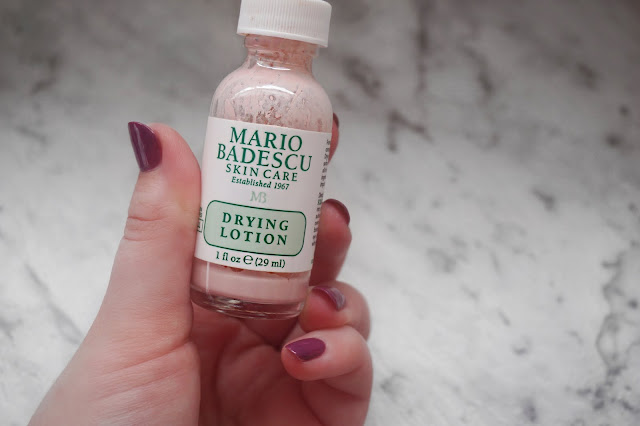 MARIO
BADESCU
SKIN CARE
Established 1967
MB
DRYING
LOTION
1 fl oz ℮ (29 ml)